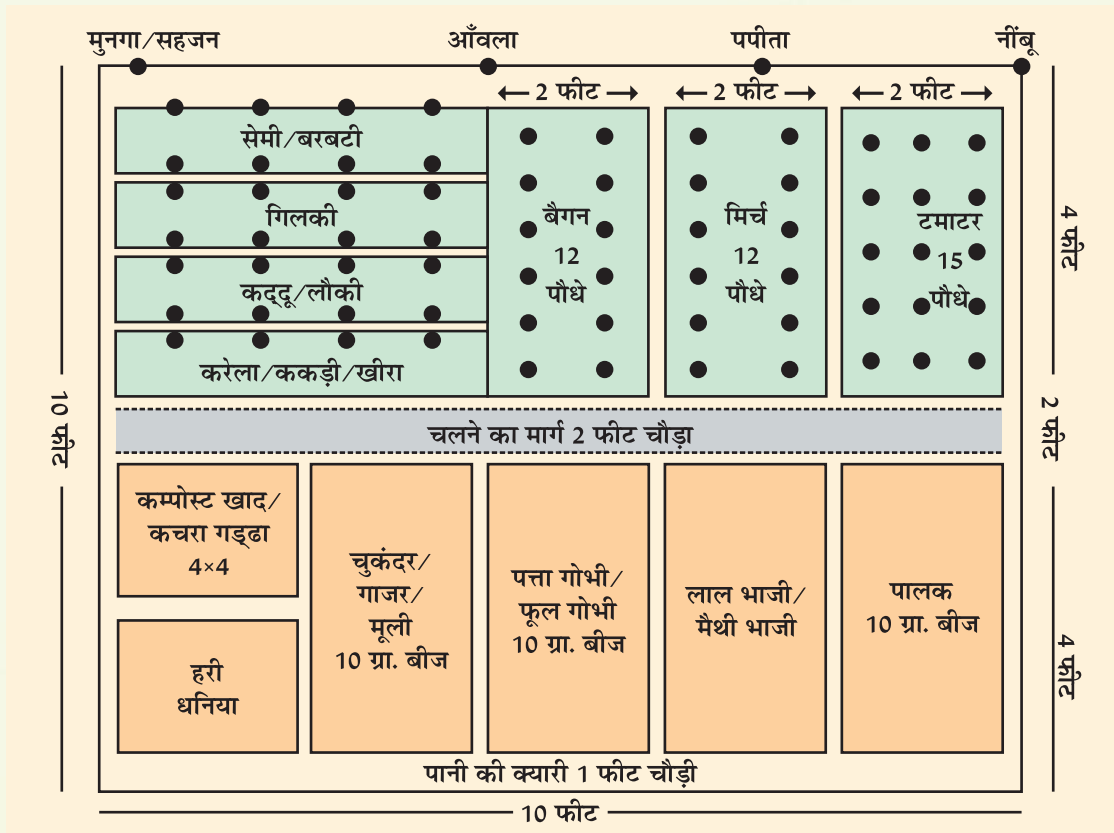 मुनगा/सहजन
आँवला
पपीता
नींबू
2 फीट
2 फीट
2 फीट
सेमी/बरबटी
गिलकी
कद्दू/लौकी
करेला/ककड़ी/खीरा
बैगन
12
पौधे
मिर्च
12
पौधे
टमाटर
15
पौधे
4 फीट
10 फीट
2 फीट
चलने का मार्ग 2 फीट चौड़ा
कम्पोस्ट खाद/
कचरा गड्ढा
4×4
हरी
धनिया
चुकंदर/
गाजर/
मूली
10 ग्रा. बीज
पत्ता गोभी/
फूल गोभी
10 ग्रा. बीज
लाल भाजी/
मैथी भाजी
पालक
10 ग्रा. बीज
4 फीट
पानी की क्यारी 1 फीट चौड़ी
10 फीट